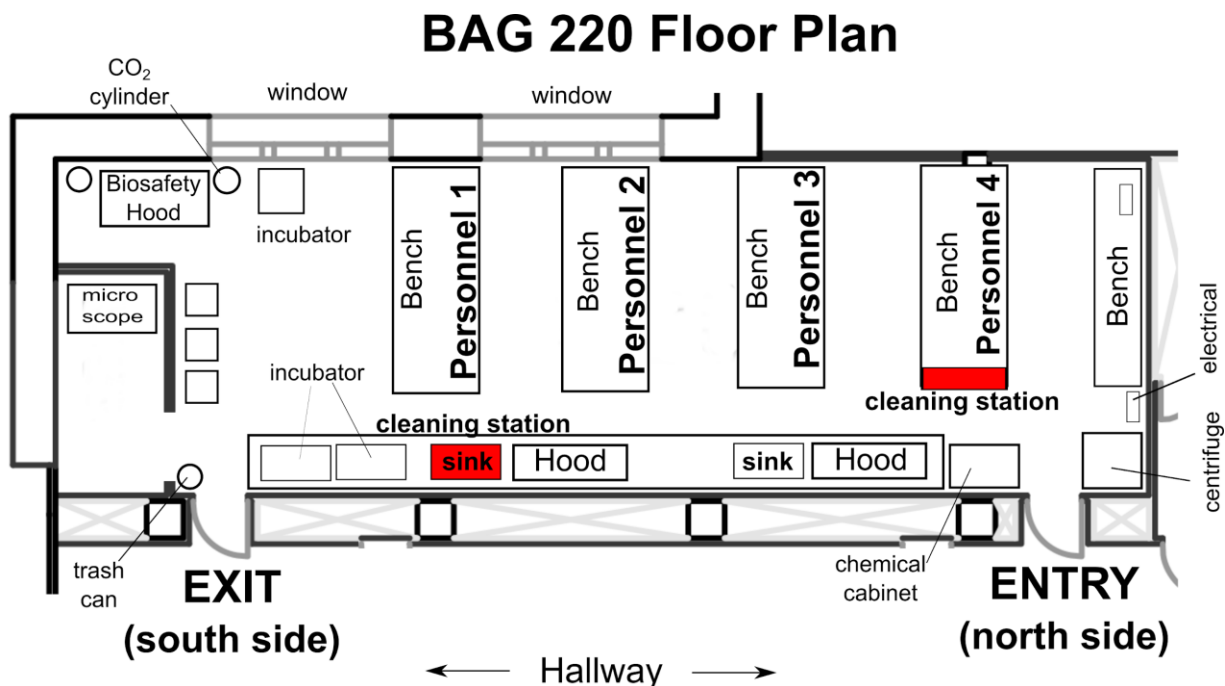 BAG 220 Floor Plan
CO₂
cylinder
window
window
Biosafety
Hood
incubator
Bench
Personnel 1
Bench
Personnel 2
Bench
Personnel 3
Bench
Personnel 4
Bench
micro
scope
electrical
incubator
cleaning station
cleaning station
sink
Hood
sink
Hood
centrifuge
trash
can
EXIT
(south side)
chemical
cabinet
ENTRY
(north side)
Hallway